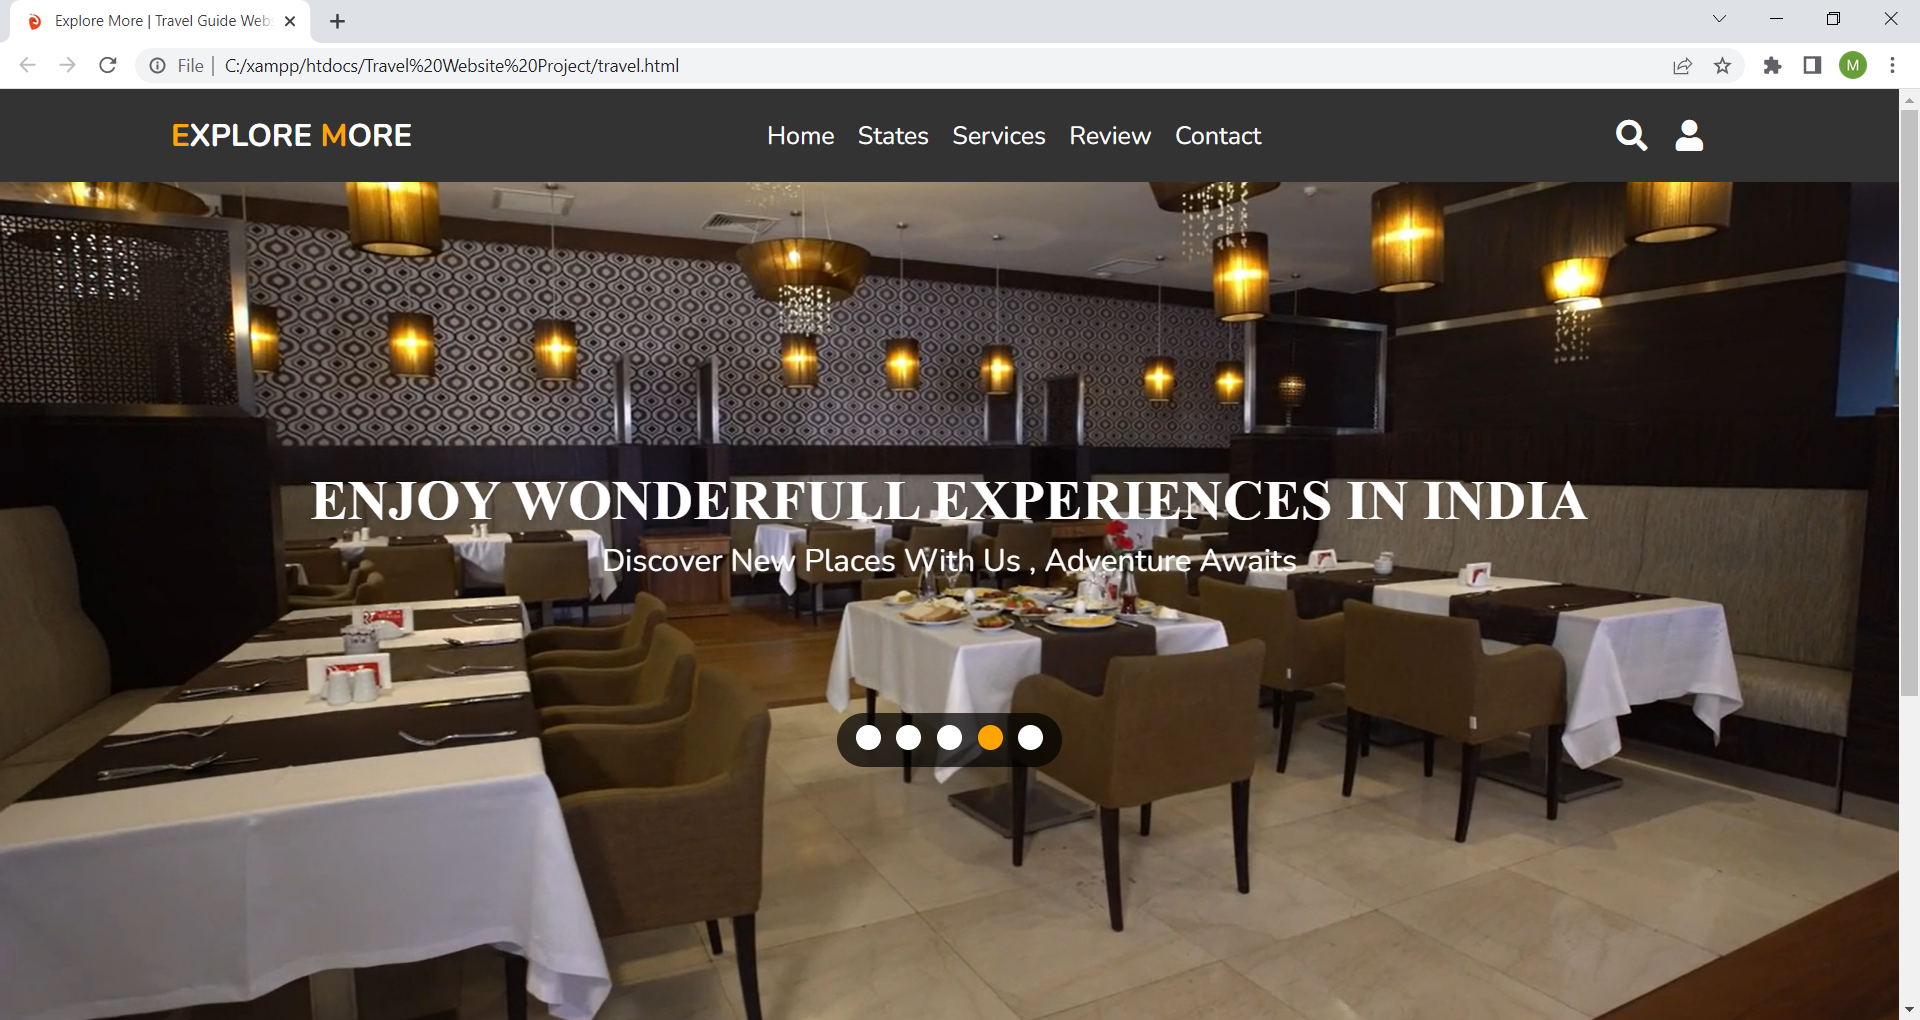 Explore More | Travel Guide Web
File | C:/xampp/htdocs/Travel%20Website%20Project/travel.html
M
EXPLORE MORE
Home States Services Review Contact
ENJOY WONDERFULL EXPERIENCES IN INDIA
Discover New Places With Us , Adventure Awaits